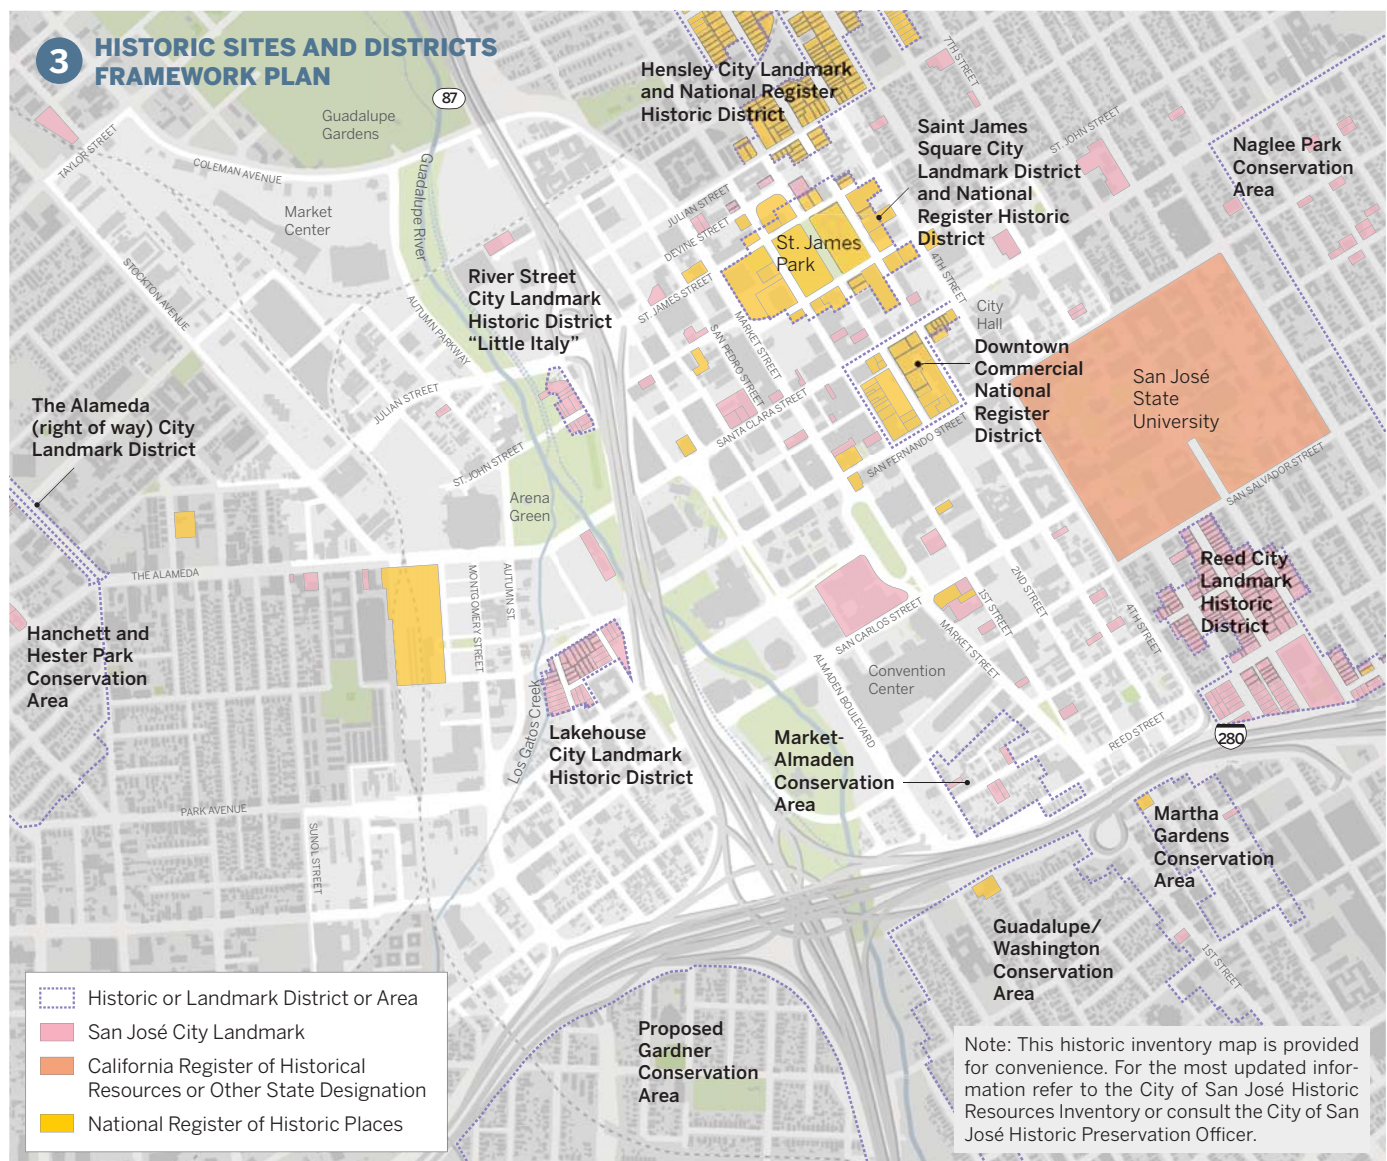 3
HISTORIC SITES AND DISTRICTS
FRAMEWORK PLAN
87
Guadalupe
Gardens
TAYLOR STREET
COLEMAN AVENUE
Guadalupe River
Market
Center
STOCKTON AVENUE
AUTUMN PARKWAY
Hensley City Landmark
and National Register
Historic District
7TH STREET
ST. JOHN STREET
Saint James
Square City
Landmark District
and National
Register Historic
District
Naglee Park
Conservation
Area
JULIAN STREET
DEVINE STREET
ST. JAMES STREET
St. James
Park
4TH STREET
River Street
City Landmark
Historic District
“Little Italy”
MARKET STREET
SAN PEDRO STREET
City
Hall
Downtown
Commercial
National
Register
District
San José
State
University
JULIAN STREET
ST. JOHN STREET
SANTA CLARA STREET
SAN FERNANDO STREET
SAN SALVADOR STREET
The Alameda
(right of way) City
Landmark District
Arena
Green
THE ALAMEDA
MONTGOMERY STREET
AUTUMN ST.
Reed City
Landmark
Historic
District
1ST STREET
2ND STREET
4TH STREET
SAN CARLOS STREET
MARKET STREET
Hanchett and
Hester Park
Conservation
Area
Convention
Center
ALMADEN BOULEVARD
Los Gatos Creek
Lakehouse
City Landmark
Historic District
Market-
Almaden
Conservation
Area
REED STREET
280
PARK AVENUE
SUNOL STREET
Martha
Gardens
Conservation
Area
Guadalupe/
Washington
Conservation
Area
1ST STREET
Proposed
Gardner
Conservation
Area
Historic or Landmark District or Area
San José City Landmark
California Register of Historical
Resources or Other State Designation
National Register of Historic Places
Note: This historic inventory map is provided
for convenience. For the most updated infor-
mation refer to the City of San José Historic
Resources Inventory or consult the City of San
José Historic Preservation Officer.